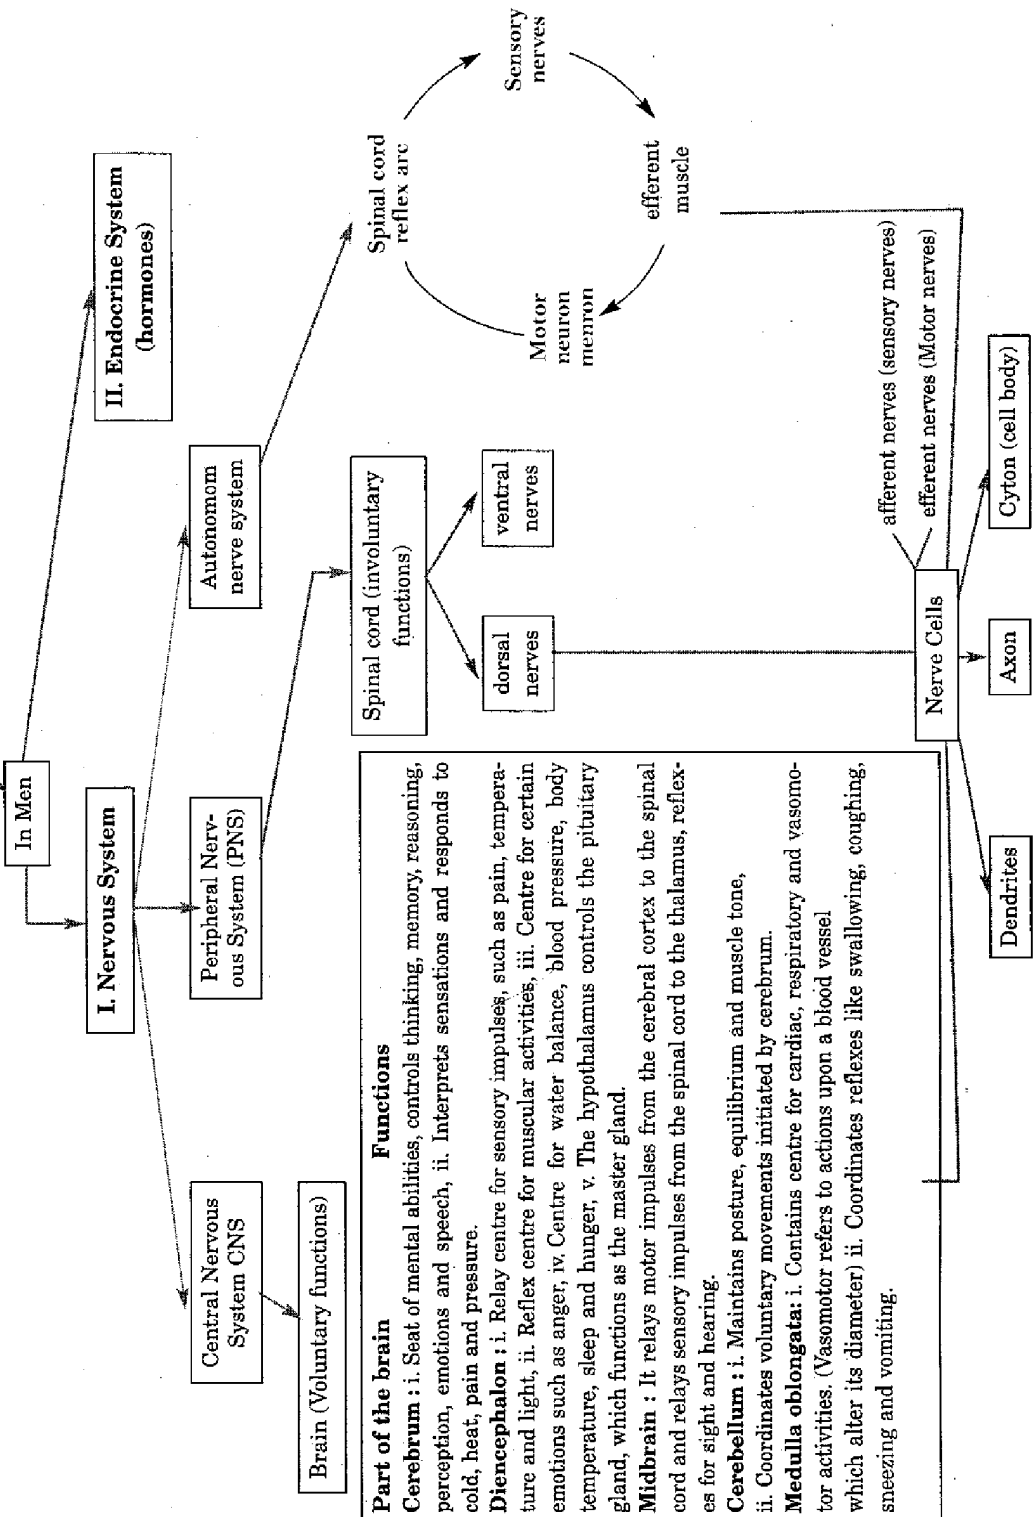 In Men
I. Nervous System
II. Endocrine System
(hormones)
Central Nervous
System CNS
Peripheral Nerv-
ous System (PNS)
Autonomom
nerve system
Brain (Voluntary functions)
Spinal cord (involuntary
functions)
dorsal
nerves
ventral
nerves
Spinal cord
reflex arc
Sensory
nerves
efferent
muscle
Motor
neuron
menron
Part of the brain Functions
Cerebrum : i. Seat of mental abilities, controls thinking, memory, reasoning,
perception, emotions and speech, ii. Interprets sensations and responds to
cold, heat, pain and pressure.
Diencephalon : i. Relay centre for sensory impulses, such as pain, tempera-
ture and light, ii. Reflex centre for muscular activities, iii. Centre for certain
emotions such as anger, iv. Centre for water balance, blood pressure, body
temperature, sleep and hunger, v. The hypothalamus controls the pituitary
gland, which functions as the master gland.
Midbrain : It relays motor impulses from the cerebral cortex to the spinal
cord and relays sensory impulses from the spinal cord to the thalamus, reflex-
es for sight and hearing.
Cerebellum : i. Maintains posture, equilibrium and muscle tone,
ii. Coordinates voluntary movements initiated by cerebrum.
Medulla oblongata: i. Contains centre for cardiac, respiratory and vasomo-
tor activities. (Vasomotor refers to actions upon a blood vessel
which alter its diameter) ii. Coordinates reflexes like swallowing, coughing,
sneezing and vomiting.
Nerve Cells
afferent nerves (sensory nerves)
efferent nerves (Motor nerves)
Dendrites
Axon
Cyton (cell body)